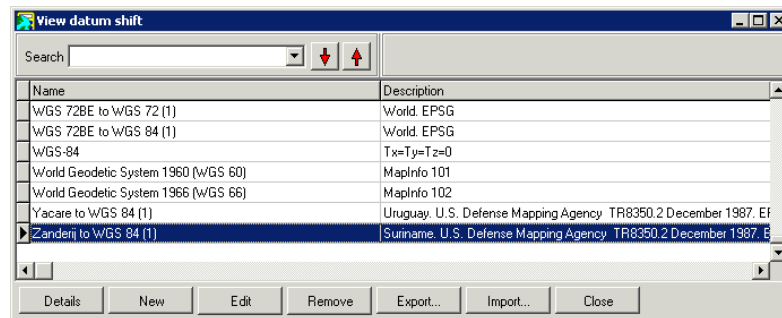 View datum shift
Search
Name Description
WGS 72BE to WGS 72 (1) World. EPSG
WGS 72BE to WGS 84 (1) World. EPSG
WGS-84 Tx=Ty=Tz=0
World Geodetic System 1960 (WGS 60) MapInfo 101
World Geodetic System 1966 (WGS 66) MapInfo 102
Yacare to WGS 84 (1) Uruguay. U.S. Defense Mapping Agency TR8350.2 December 1987.
Zanderij to WGS 84 (1) Suriname. U.S. Defense Mapping Agency TR8350.2 December 1987.
Details New Edit Remove Export... Import... Close